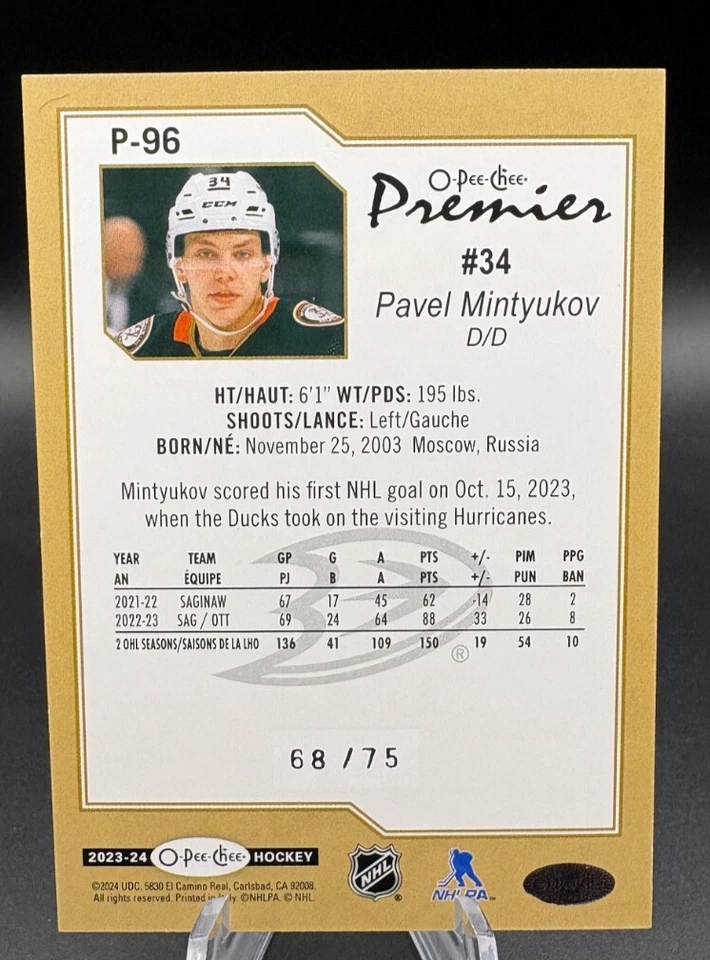 P-96
34
CCM
O-Pee-Chee
Premier
#34
Pavel Mintyukov
D/D
HT/HAUT: 6'1" WT/PDS: 195 lbs.
SHOOTS/LANCE: Left/Gauche
BORN/NÉ: November 25, 2003 Moscow, Russia
Mintyukov scored his first NHL goal on Oct. 15, 2023,
when the Ducks took on the visiting Hurricanes.
YEAR TEAM GP G A PTS +/- PIM PPG
AN ÉQUIPE PJ B A PTS +/- PUN BAN
2021-22 SAGINAW 67 17 45 62 -14 28 2
2022-23 SAG / OTT 69 24 64 88 33 26 8
2 OHL SEASONS/SAISONS DE LA LHO 136 41 109 150 19 54 10
®
68 /75
2023-24 O-Pee-Chee HOCKEY
©2024 UDC. 5830 El Camino Real, Carlsbad, CA 92008.
All rights reserved. Printed in ©NHLPA. © NHL.
NHL ®
NHLPA™